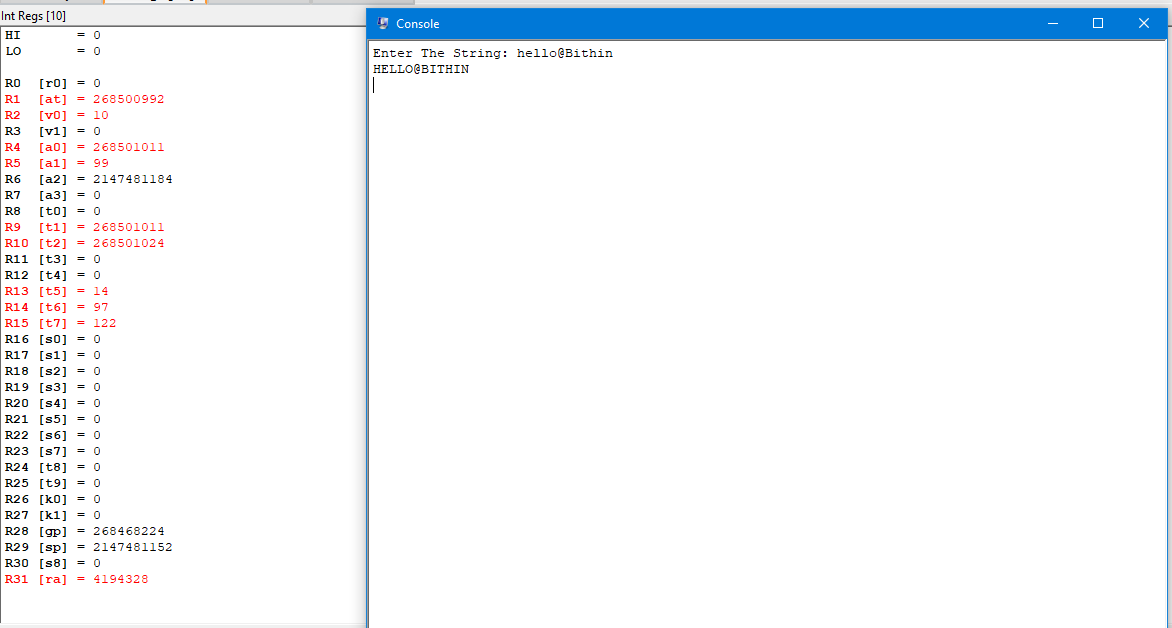 Int Regs [10]
HI       = 0
LO       = 0
R0  [r0] = 0
R1  [at] = 268500992
R2  [v0] = 10
R3  [v1] = 0
R4  [a0] = 268501011
R5  [a1] = 99
R6  [a2] = 2147481184
R7  [a3] = 0
R8  [t0] = 0
R9  [t1] = 268501011
R10 [t2] = 268501024
R11 [t3] = 0
R12 [t4] = 0
R13 [t5] = 14
R14 [t6] = 97
R15 [t7] = 122
R16 [s0] = 0
R17 [s1] = 0
R18 [s2] = 0
R19 [s3] = 0
R20 [s4] = 0
R21 [s5] = 0
R22 [s6] = 0
R23 [s7] = 0
R24 [t8] = 0
R25 [t9] = 0
R26 [k0] = 0
R27 [k1] = 0
R28 [gp] = 268468224
R29 [sp] = 2147481152
R30 [s8] = 0
R31 [ra] = 4194328
Console
Enter The String: hello@Bithin
HELLO@BITHIN